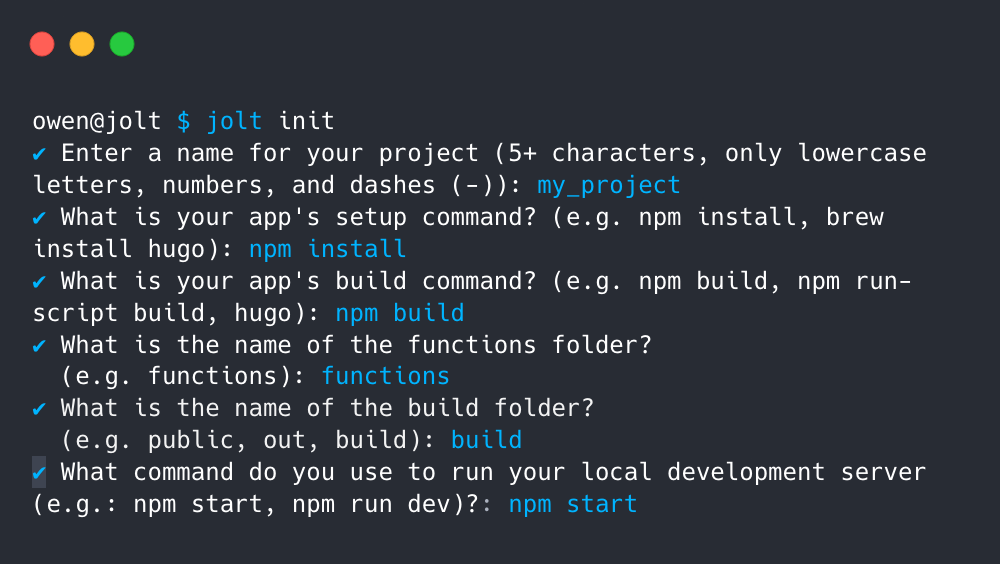 owen@jolt $ jolt init
✔ Enter a name for your project (5+ characters, only lowercase
letters, numbers, and dashes (-)): my_project
✔ What is your app's setup command? (e.g. npm install, brew
install hugo): npm install
✔ What is your app's build command? (e.g. npm build, npm run-
script build, hugo): npm build
✔ What is the name of the functions folder?
(e.g. functions): functions
✔ What is the name of the build folder?
(e.g. public, out, build): build
✔ What command do you use to run your local development server
(e.g.: npm start, npm run dev)?: npm start